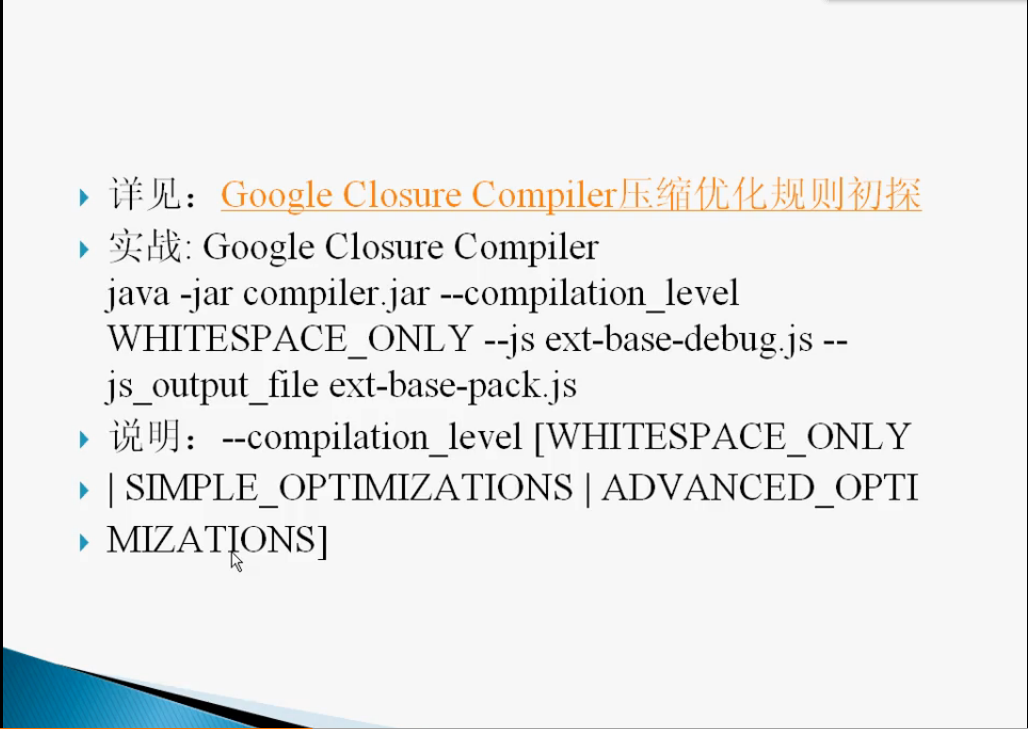 详见：Google Closure Compiler压缩优化规则初探
实战: Google Closure Compiler
java -jar compiler.jar --compilation_level
WHITESPACE_ONLY --js ext-base-debug.js --
js_output_file ext-base-pack.js
说明：--compilation_level [WHITESPACE_ONLY
| SIMPLE_OPTIMIZATIONS | ADVANCED_OPTI
MIZATIONS]